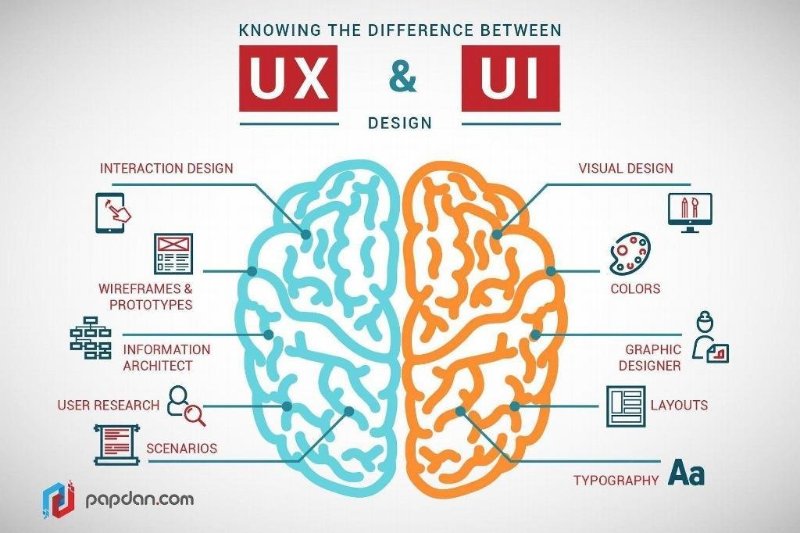 KNOWING THE DIFFERENCE BETWEEN
UX & UI
DESIGN
INTERACTION DESIGN
WIREFRAMES &
PROTOTYPES
INFORMATION
ARCHITECT
USER RESEARCH
SCENARIOS
VISUAL DESIGN
COLORS
GRAPHIC
DESIGNER
LAYOUTS
TYPOGRAPHY Aa
papdan.com